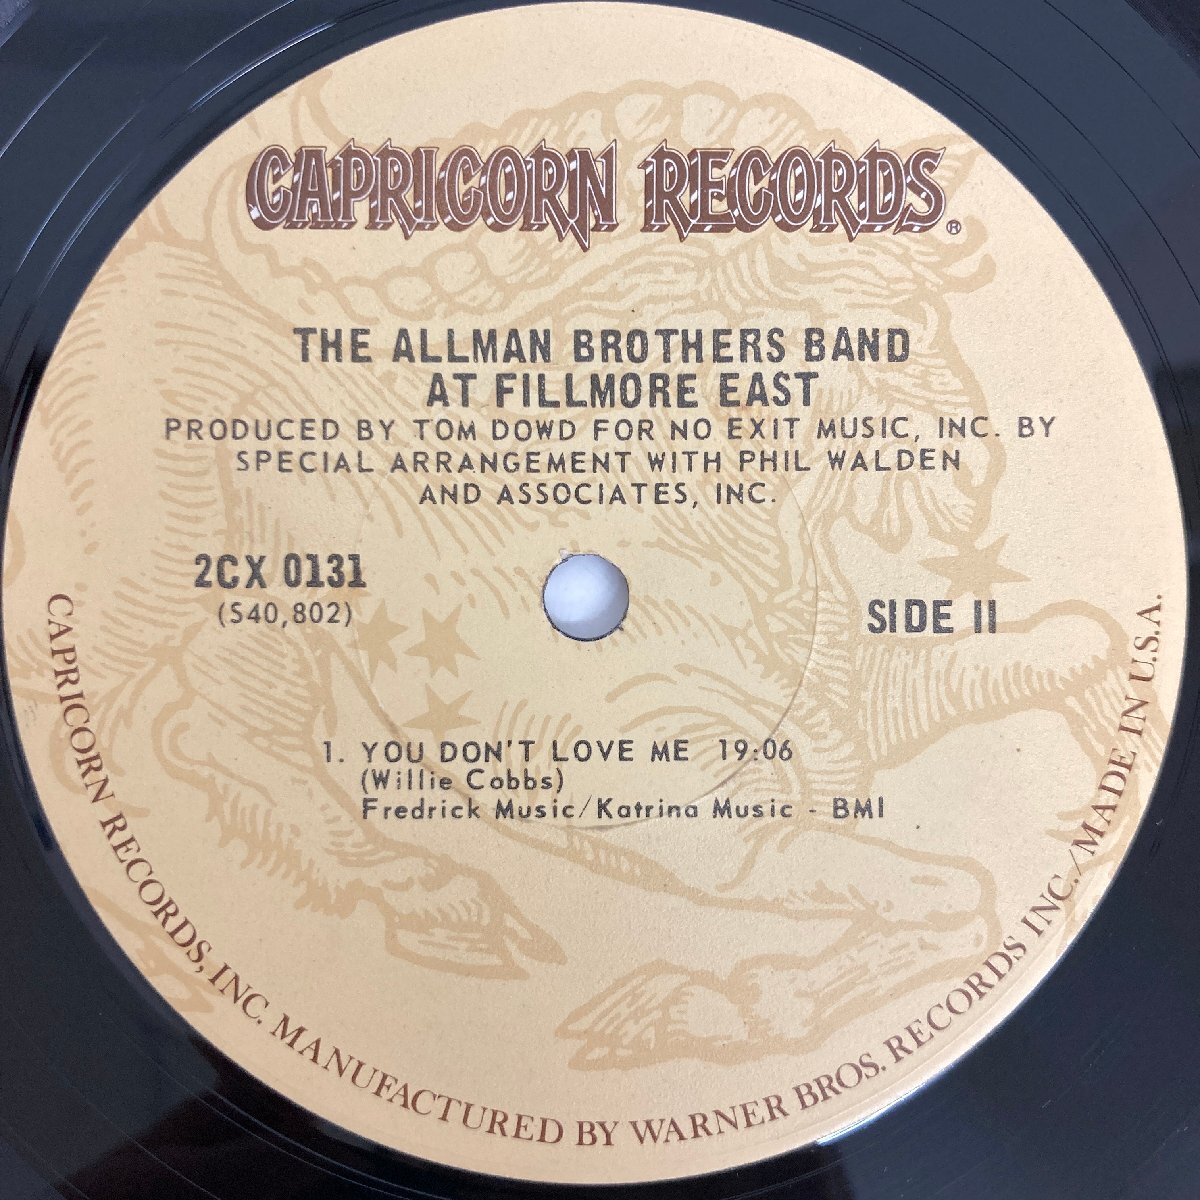 CAPRICORN RECORDS®
THE ALLMAN BROTHERS BAND
AT FILLMORE EAST
PRODUCED BY TOM DOWD FOR NO EXIT MUSIC, INC. BY
SPECIAL ARRANGEMENT WITH PHIL WALDEN
AND ASSOCIATES, INC.
2CX 0131
(S40,802)
SIDE II
1. YOU DON'T LOVE ME 19:06
(Willie Cobbs)
Fredrick Music/Katrina Music - BMI
CAPRICORN RECORDS, INC. MANUFACTURED BY WARNER BROS. RECORDS INC./MADE IN U.S.A.